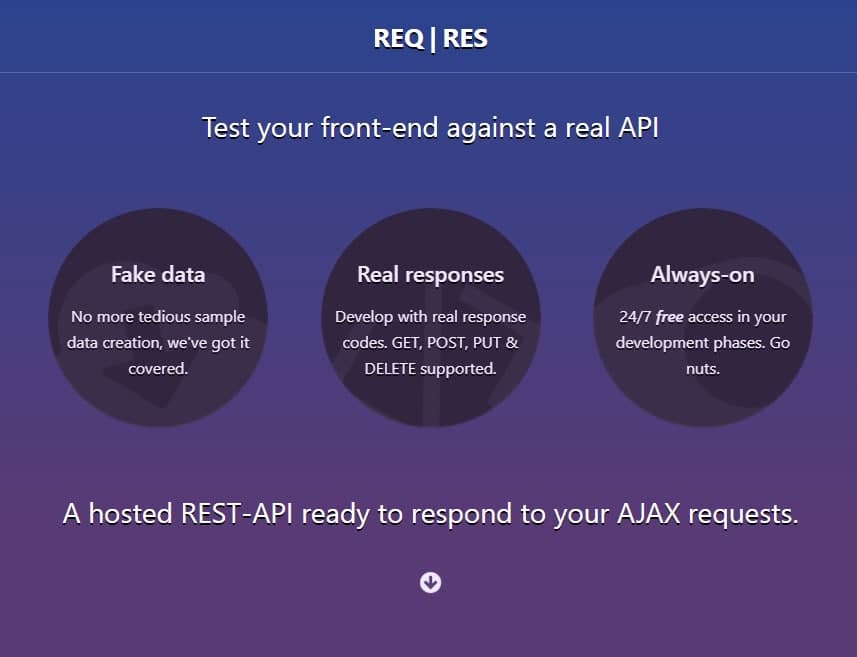 REQ | RES
Test your front-end against a real API
Fake data
No more tedious sample
data creation, we've got it
covered.
Real responses
Develop with real response
codes. GET, POST, PUT &
DELETE supported.
Always-on
24/7 free access in your
development phases. Go
nuts.
A hosted REST-API ready to respond to your AJAX requests.